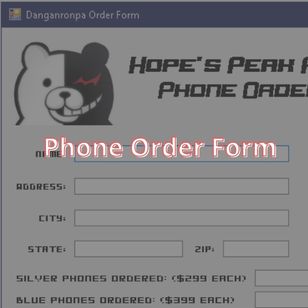 Danganronpa Order Form
Hope's Peak
Phone Orde
Phone Order Form
Name:
Address:
City:
State:
Zip:
Silver Phones Ordered: ($299 each)
Blue Phones Ordered: ($399 each)